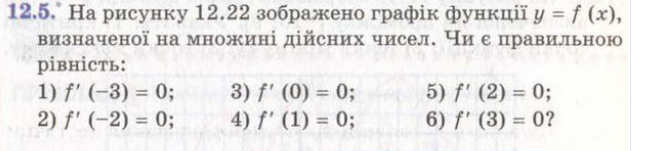 12.5.° На рисунку 12.22 зображено графік функції y = f (x),
визначеної на множині дійсних чисел. Чи є правильною
рівність:
1) f′ (−3) = 0; 3) f′ (0) = 0; 5) f′ (2) = 0;
2) f′ (−2) = 0; 4) f′ (1) = 0; 6) f′ (3) = 0?